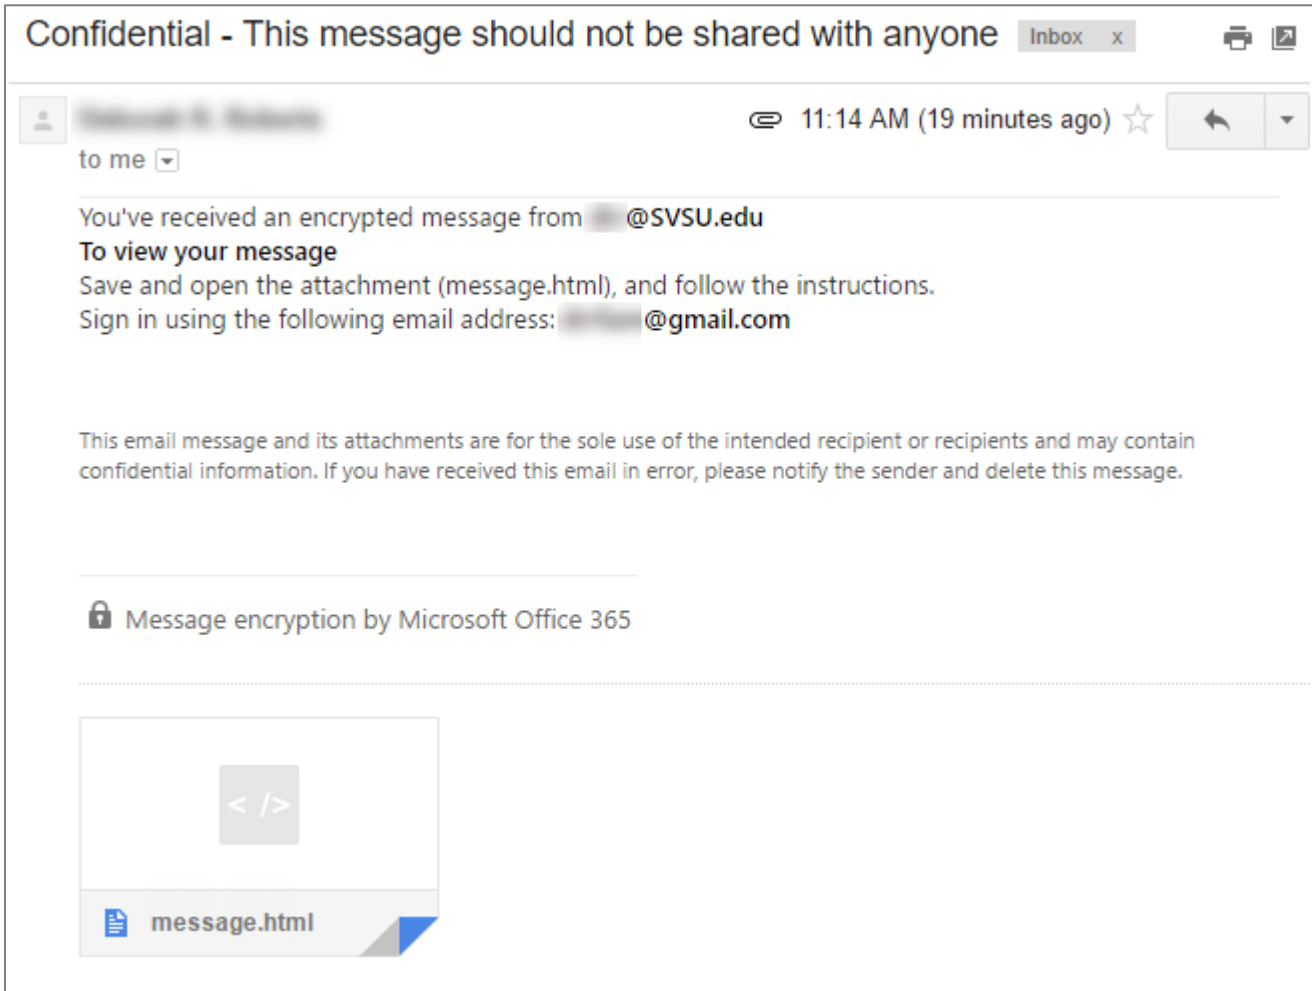 Confidential - This message should not be shared with anyone Inbox x
11:14 AM (19 minutes ago)
to me
You've received an encrypted message from @SVSU.edu
To view your message
Save and open the attachment (message.html), and follow the instructions.
Sign in using the following email address: @gmail.com
This email message and its attachments are for the sole use of the intended recipient or recipients and may contain
confidential information. If you have received this email in error, please notify the sender and delete this message.
Message encryption by Microsoft Office 365
< />
message.html